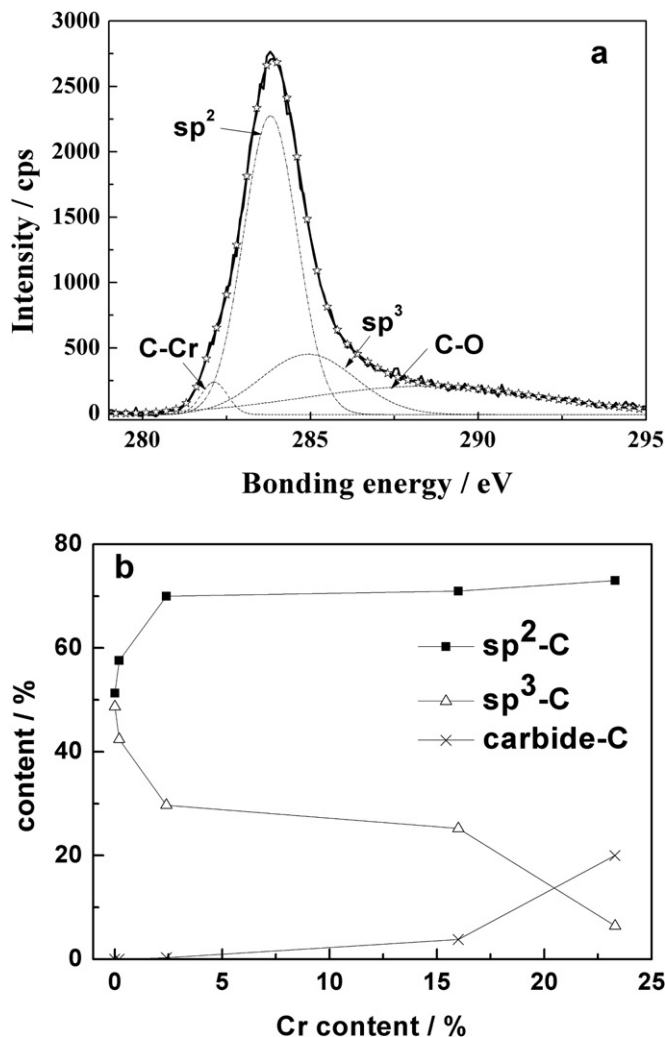 3000
a
2500
sp²
2000
1500
1000
sp³
C-Cr
C-O
500
0
280 285 290 295
Intensity / cps
Bonding energy / eV
80
b
60
sp²-C
sp³-C
40
carbide-C
20
0
0 5 10 15 20 25
content / %
Cr content / %